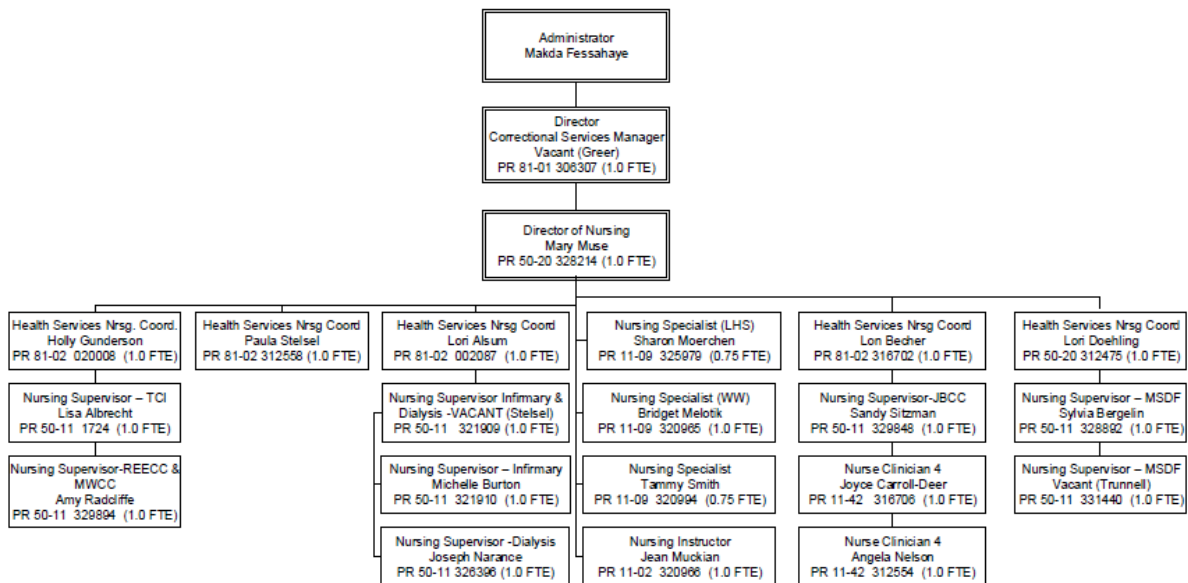 Administrator
Makda Fessahaye
Director
Correctional Services Manager
Vacant (Greer)
PR 81-01 306307 (1.0 FTE)
Director of Nursing
Mary Muse
PR 50-20 328214 (1.0 FTE)
Health Services Nrsg. Coord.
Holly Gunderson
PR 81-02 020008 (1.0 FTE)
Health Services Nrsg Coord
Paula Stelsel
PR 81-02 312558 (1.0 FTE)
Health Services Nrsg Coord
Lori Alsum
PR 81-02 002087 (1.0 FTE)
Nursing Specialist (LHS)
Sharon Moerchen
PR 11-09 325979 (0.75 FTE)
Health Services Nrsg Coord
Lon Becher
PR 81-02 316702 (1.0 FTE)
Health Services Nrsg Coord
Lori Doehling
PR 50-20 312475 (1.0 FTE)
Nursing Supervisor – TCI
Lisa Albrecht
PR 50-11 1724 (1.0 FTE)
Nursing Supervisor Infirmary &
Dialysis -VACANT (Stelsel)
PR 50-11 321909 (1.0 FTE)
Nursing Specialist (WW)
Bridget Melotik
PR 11-09 320965 (1.0 FTE)
Nursing Supervisor-JBCC
Sandy Sitzman
PR 50-11 329848 (1.0 FTE)
Nursing Supervisor – MSDF
Sylvia Bergelin
PR 50-11 328892 (1.0 FTE)
Nursing Supervisor-REECC &
MWCC
Amy Radcliffe
PR 50-11 329894 (1.0 FTE)
Nursing Supervisor – Infirmary
Michelle Burton
PR 50-11 321910 (1.0 FTE)
Nursing Specialist
Tammy Smith
PR 11-09 320994 (0.75 FTE)
Nurse Clinician 4
Joyce Carroll-Deer
PR 11-42 316706 (1.0 FTE)
Nursing Supervisor – MSDF
Vacant (Trunnell)
PR 50-11 331440 (1.0 FTE)
Nursing Supervisor -Dialysis
Joseph Narance
PR 50-11 326396 (1.0 FTE)
Nursing Instructor
Jean Muckian
PR 11-02 320966 (1.0 FTE)
Nurse Clinician 4
Angela Nelson
PR 11-42 312554 (1.0 FTE)